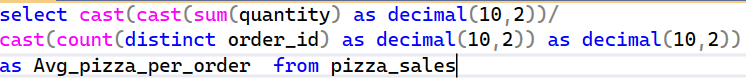 select cast(cast(sum(quantity) as decimal(10,2))/
cast(count(distinct order_id) as decimal(10,2)) as decimal(10,2))
as Avg_pizza_per_order  from pizza_sales